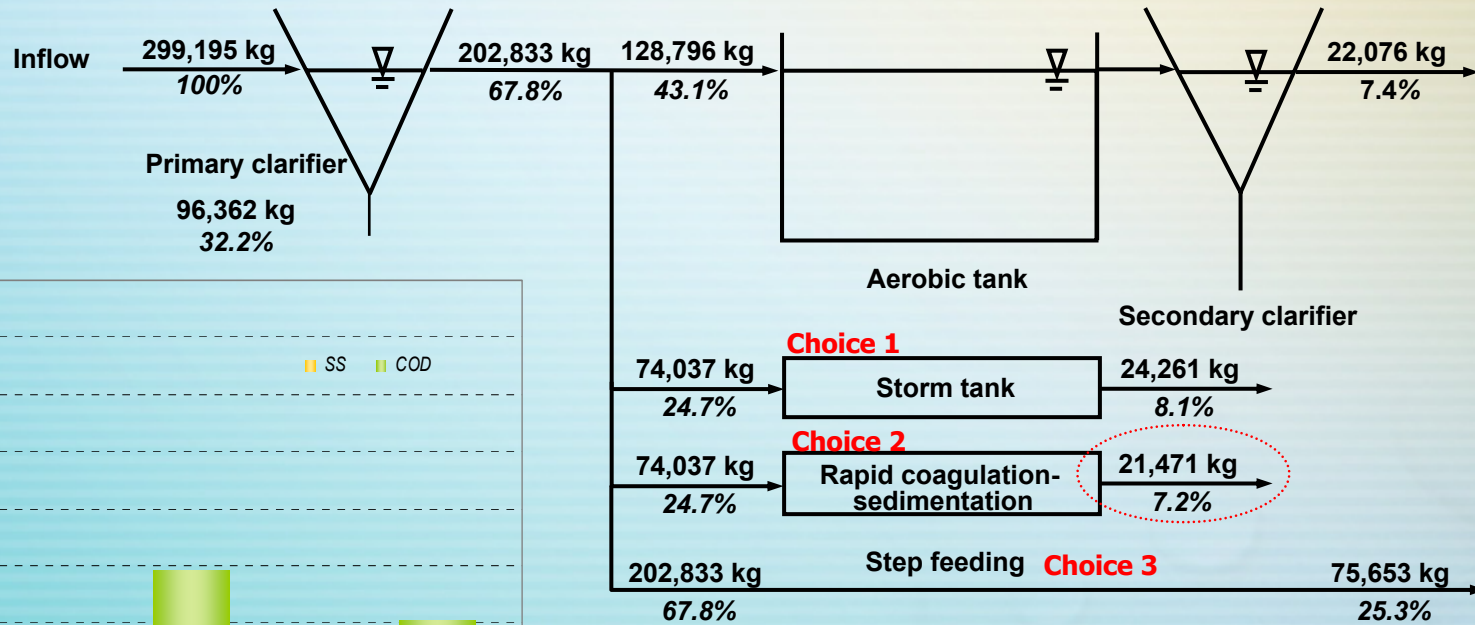 Inflow
299,195 kg
100%
202,833 kg
67.8%
128,796 kg
43.1%
22,076 kg
7.4%
Primary clarifier
96,362 kg
32.2%
Aerobic tank
Secondary clarifier
SS COD
Choice 1
74,037 kg
24.7%
Storm tank
24,261 kg
8.1%
Choice 2
74,037 kg
24.7%
Rapid coagulation-
sedimentation
21,471 kg
7.2%
Step feeding Choice 3
202,833 kg
67.8%
75,653 kg
25.3%